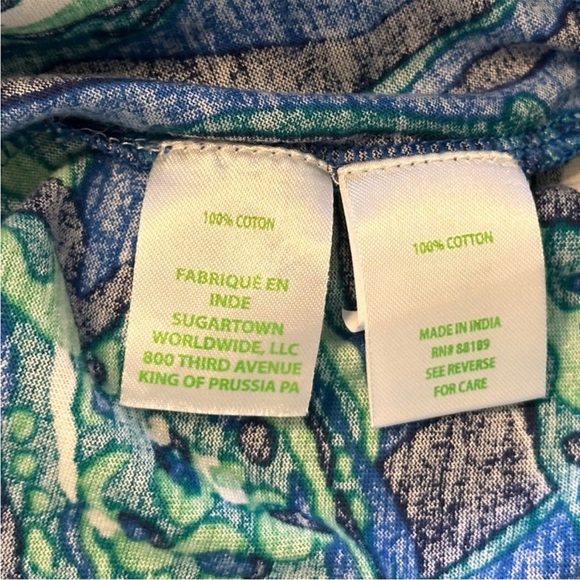 100% COTON
FABRIQUÉ EN
INDE
SUGARTOWN
WORLDWIDE, LLC
800 THIRD AVENUE
KING OF PRUSSIA PA
100% COTTON
MADE IN INDIA
RN# 88189
SEE REVERSE
FOR CARE